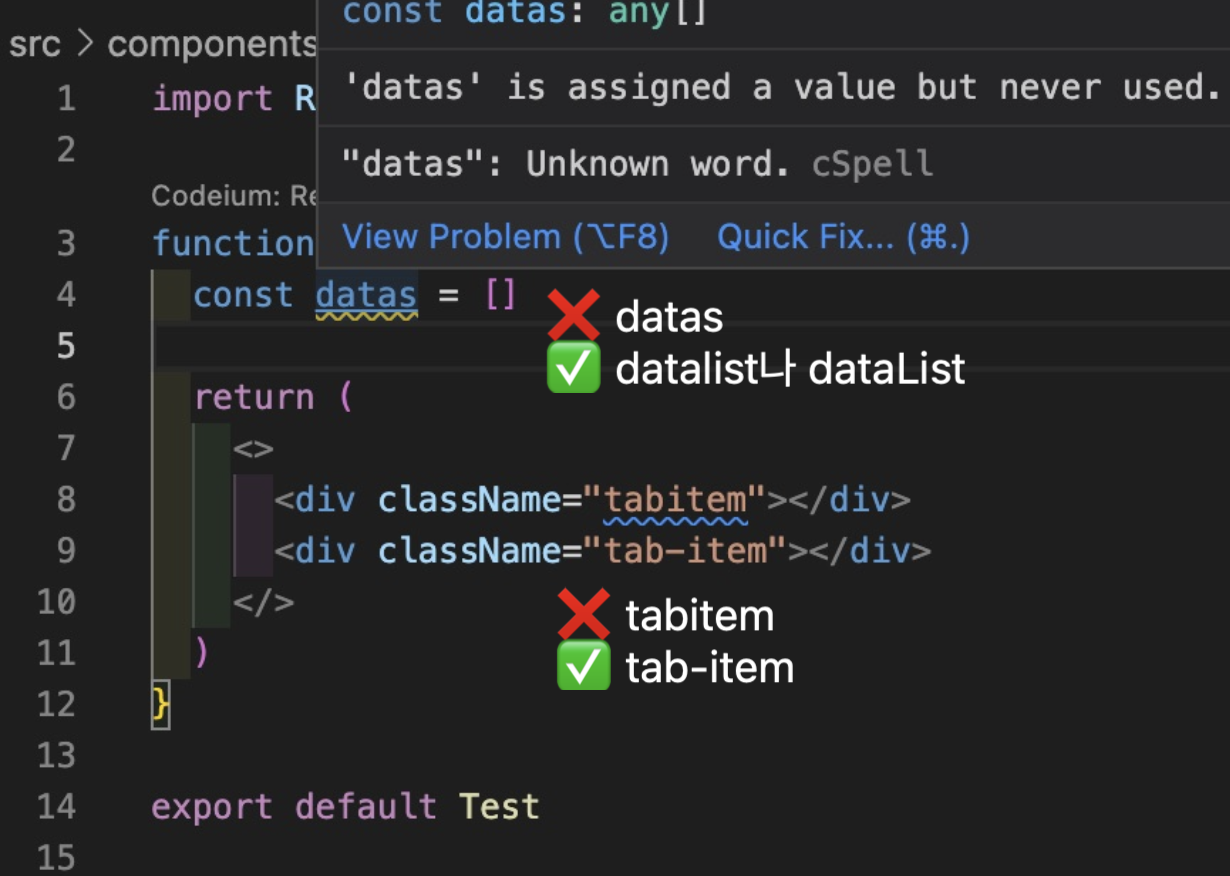 const datas: any[]
src > components
'datas' is assigned a value but never used.
"datas": Unknown word. cSpell
View Problem (⌥F8) Quick Fix... (⌘.)
1 import R
2
Codeium: Re
3 function
4 const datas = []
❌ datas
5
✅ datalist나 dataList
6 return (
7 <>
8 <div className="tabitem"></div>
9 <div className="tab-item"></div>
10 </>
❌ tabitem
11 )
✅ tab-item
12 }
13
14 export default Test
15